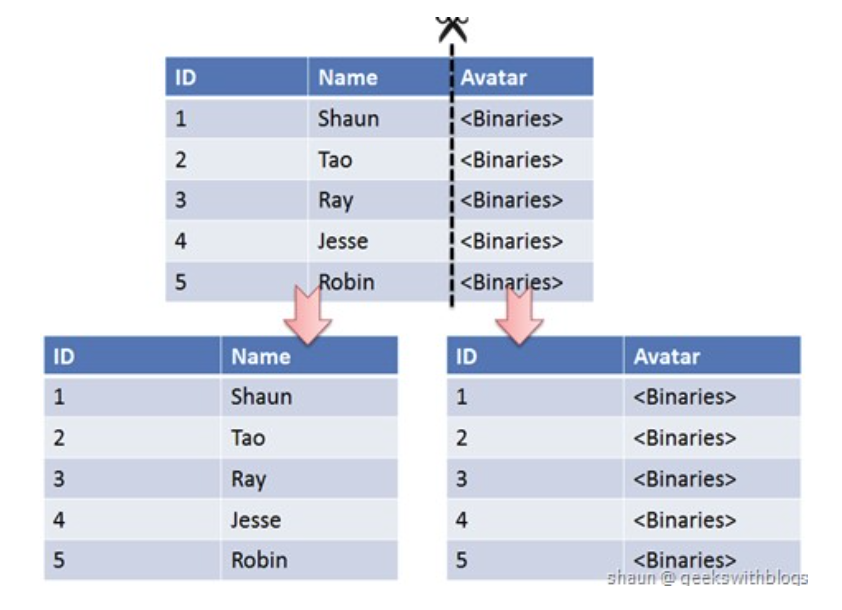 ID Name Avatar
1 Shaun <Binaries>
2 Tao <Binaries>
3 Ray <Binaries>
4 Jesse <Binaries>
5 Robin <Binaries>
ID Name
1 Shaun
2 Tao
3 Ray
4 Jesse
5 Robin
ID Avatar
1 <Binaries>
2 <Binaries>
3 <Binaries>
4 <Binaries>
5 <Binaries>
shaun @ geekswithblogs